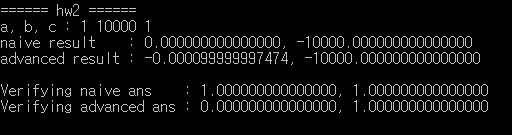 ====== hw2 ======
a, b, c : 1 10000 1
naive result    : 0.000000000000000, -10000.000000000000000
advanced result : -0.000099999997474, -10000.000000000000000
Verifying naive ans    : 1.000000000000000, 1.000000000000000
Verifying advanced ans : 0.000000000000000, 1.000000000000000